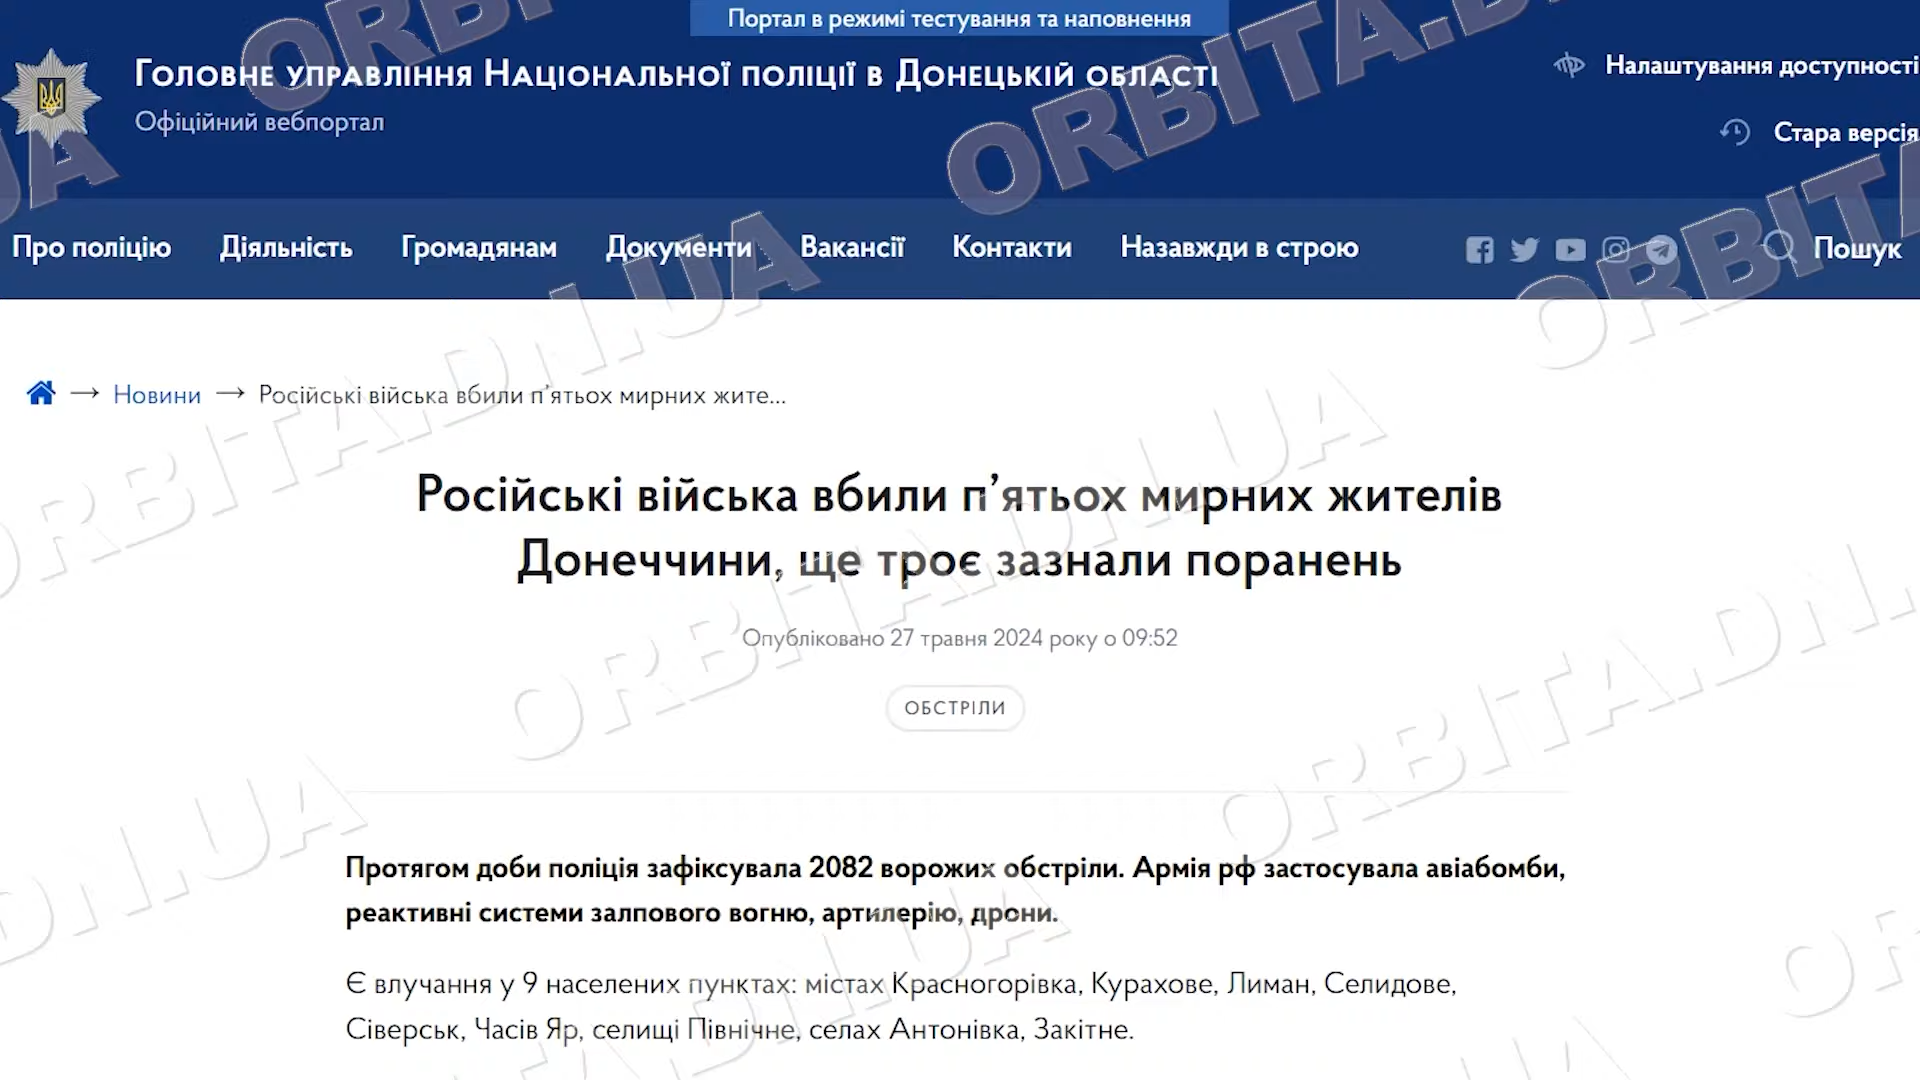 Портал в режимі тестування та наповнення
Головне управління Національної поліції в Донецькій області
Офіційний вебпортал
Налаштування доступності
Стара версія
Про поліцію Діяльність Громадянам Документи Вакансії Контакти Назавжди в строю Пошук
Новини → Російські війська вбили п’ятьох мирних жите...
Російські війська вбили п’ятьох мирних жителів
Донеччини, ще троє зазнали поранень
Опубліковано 27 травня 2024 року о 09:52
ОБСТРІЛИ
Протягом доби поліція зафіксувала 2082 ворожих обстріли. Армія рф застосувала авіабомби,
реактивні системи залпового вогню, артилерію, дрони.
Є влучання у 9 населених пунктах: містах Красногорівка, Курахове, Лиман, Селидове,
Сіверськ, Часів Яр, селищі Північне, селах Антонівка, Закітне.
ORBITA.DN.UA